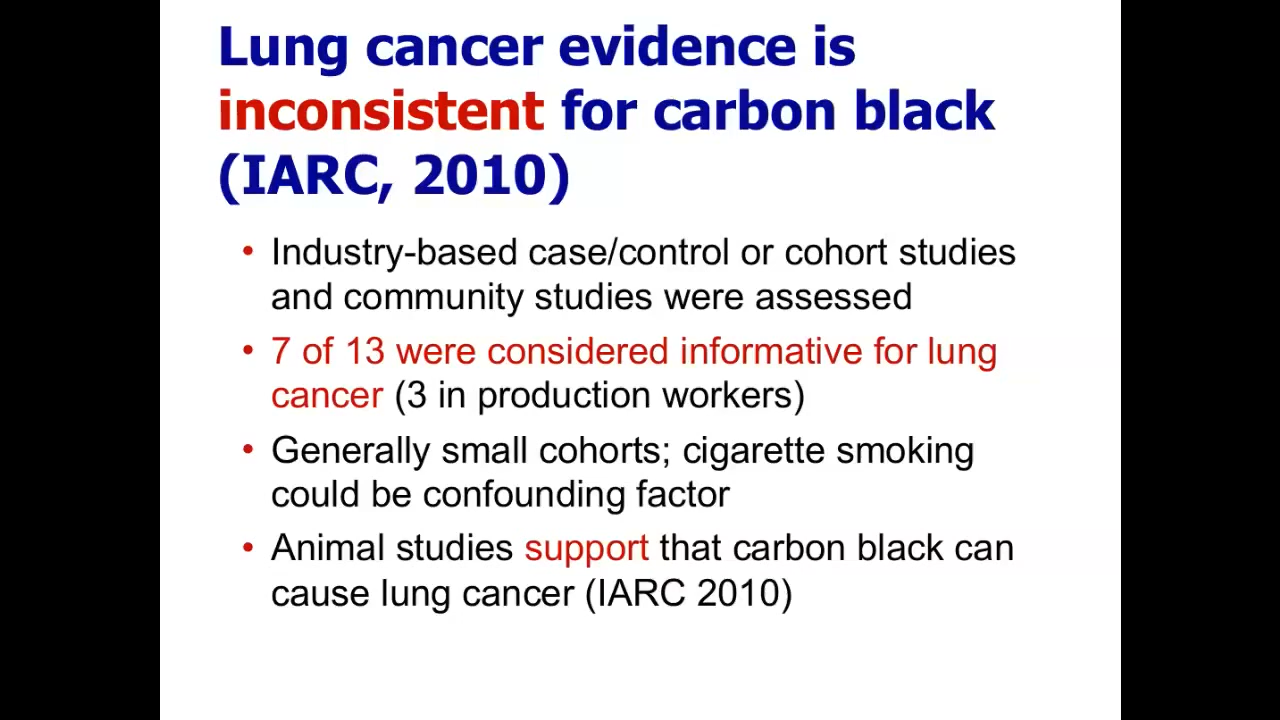 Lung cancer evidence is
inconsistent for carbon black
(IARC, 2010)
• Industry-based case/control or cohort studies
and community studies were assessed
• 7 of 13 were considered informative for lung
cancer (3 in production workers)
• Generally small cohorts; cigarette smoking
could be confounding factor
• Animal studies support that carbon black can
cause lung cancer (IARC 2010)